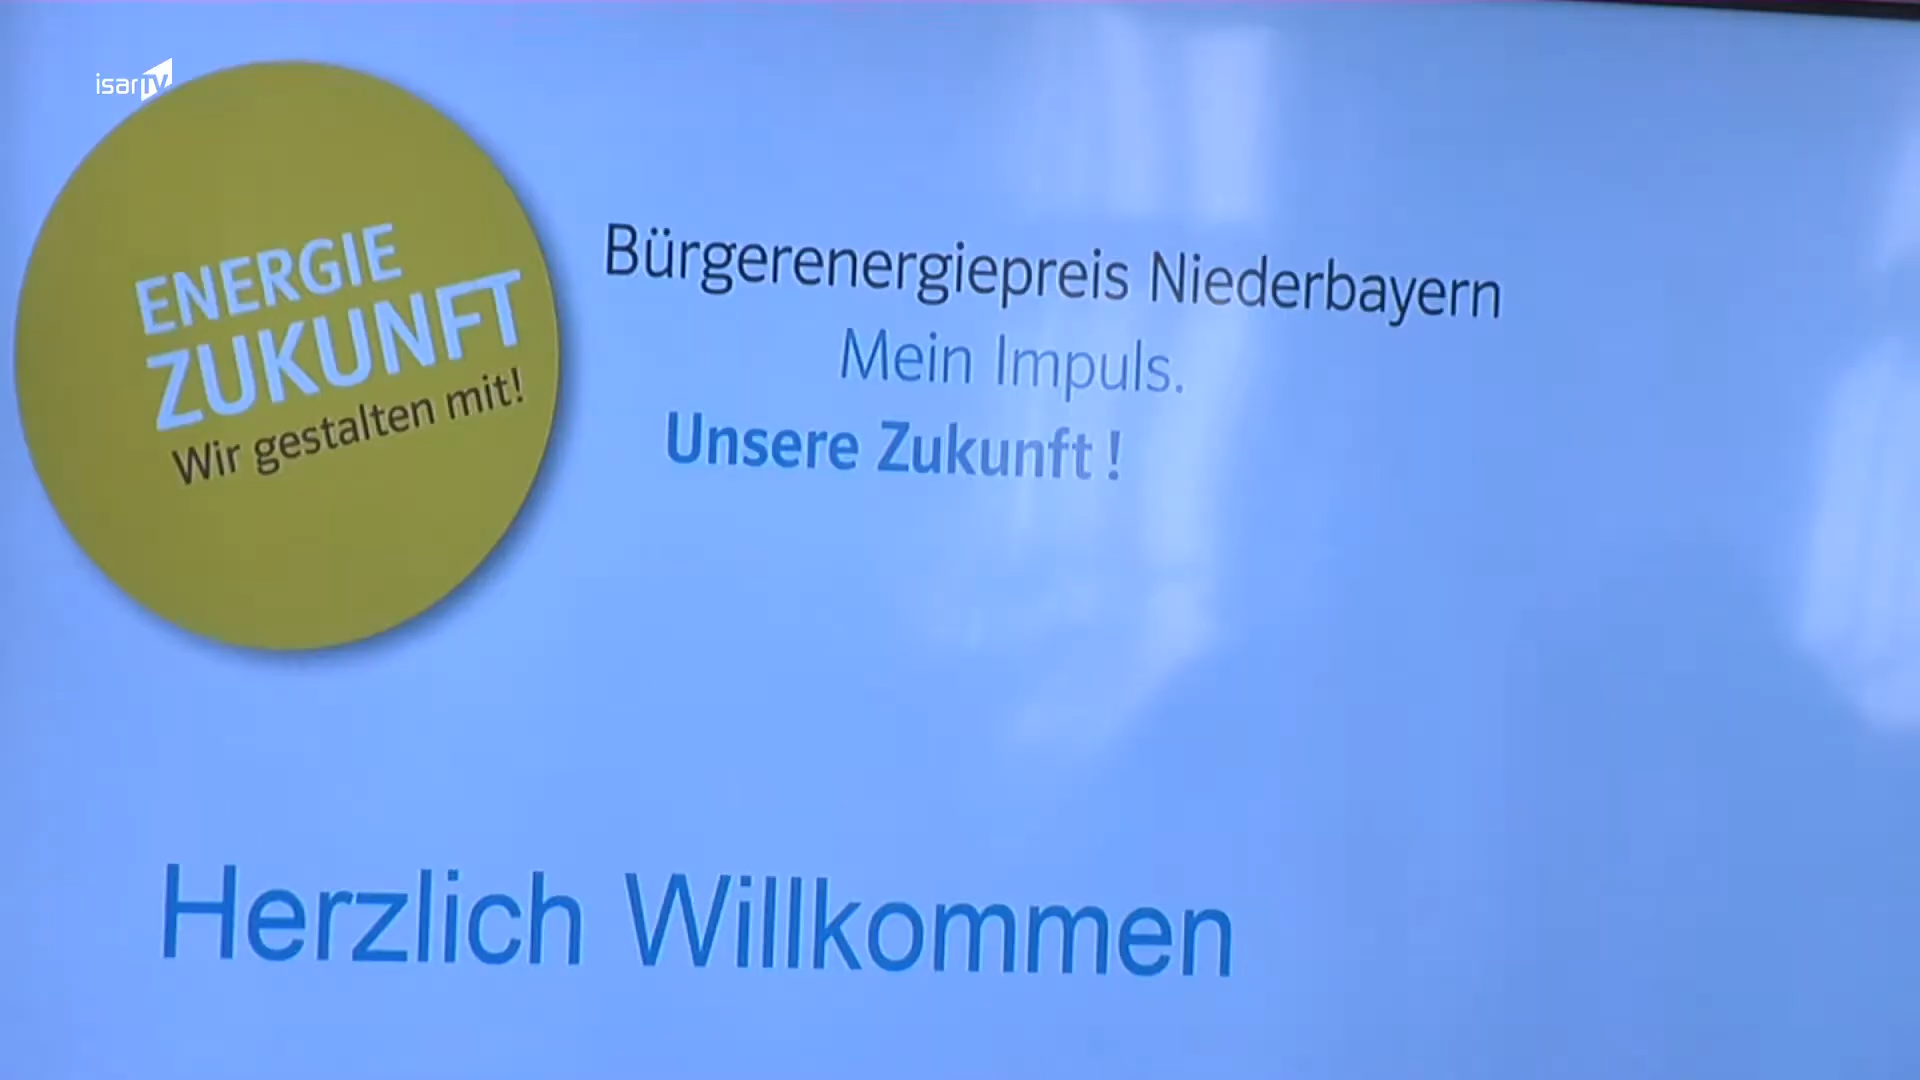 isarTV
ENERGIE
ZUKUNFT
Wir gestalten mit!
Bürgerenergiepreis Niederbayern
Mein Impuls.
Unsere Zukunft !
Herzlich Willkommen